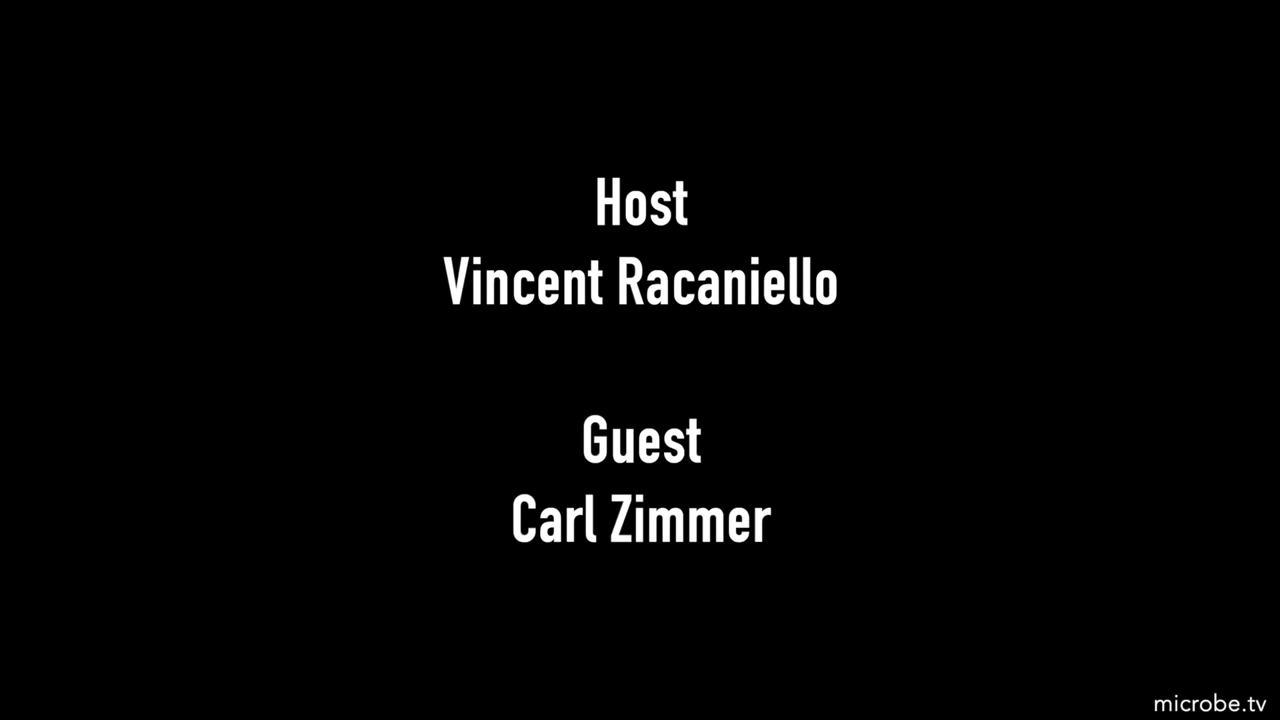 Host
Vincent Racaniello
Guest
Carl Zimmer
microbe.tv